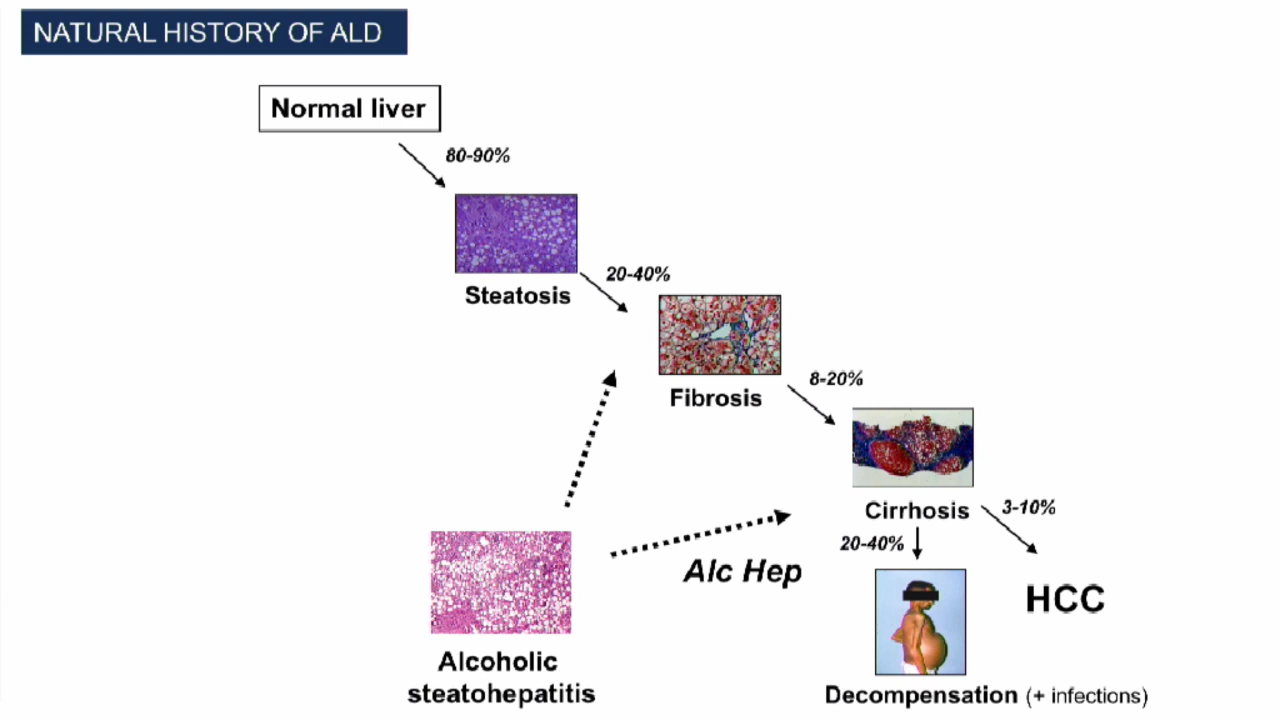 NATURAL HISTORY OF ALD
Normal liver
80-90%
Steatosis
20-40%
Fibrosis
8-20%
Cirrhosis
3-10%
20-40%
Alc Hep
HCC
Alcoholic
steatohepatitis
Decompensation (+ infections)